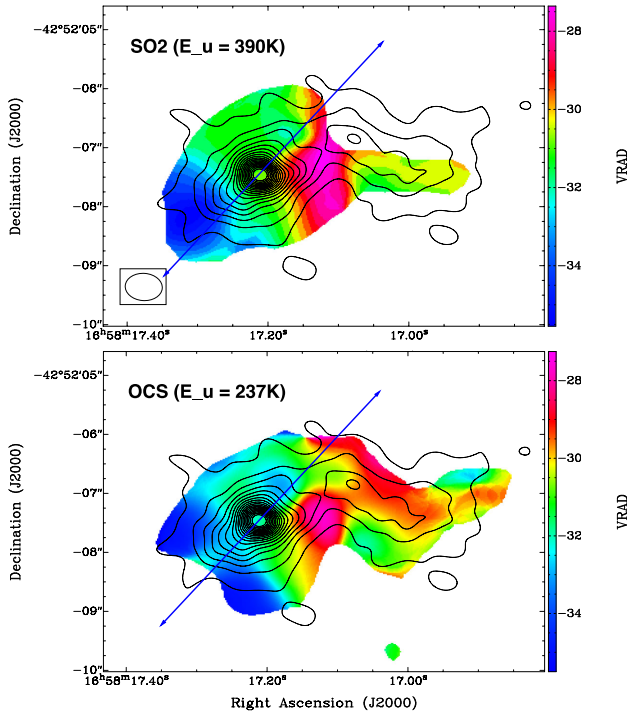 −42°52′05″
SO2 (E_u = 390K)
−28
−06″
−30
Declination (J2000)
−07″
VRAD
−32
−08″
−09″
−34
−10″
16ʰ58ᵐ17.40ˢ
17.20ˢ
17.00ˢ
−42°52′05″
OCS (E_u = 237K)
−28
−06″
−30
Declination (J2000)
−07″
VRAD
−32
−08″
−09″
−34
−10″
16ʰ58ᵐ17.40ˢ
17.20ˢ
17.00ˢ
Right Ascension (J2000)